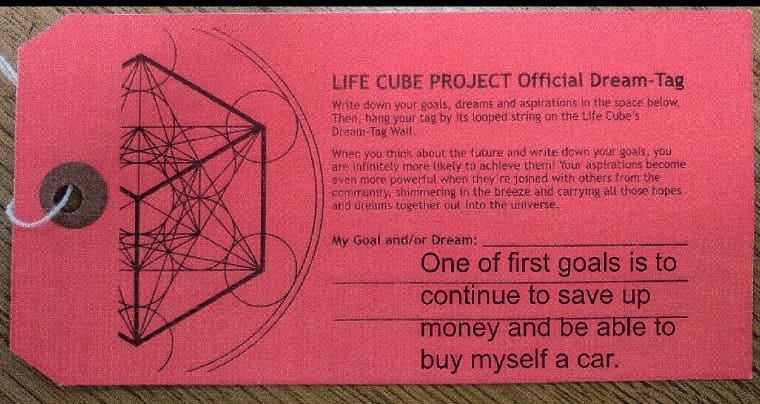 LIFE CUBE PROJECT Official Dream-Tag
Write down your goals, dreams and aspirations in the space below.
Then, hang your tag by its looped string on the Life Cube's
Dream-Tag Wall.
When you think about the future and write down your goals, you
are infinitely more likely to achieve them! Your aspirations become
even more powerful when they're joined with others from the
community, shimmering in the breeze and carrying all those hopes
and dreams together out into the universe.
My Goal and/or Dream:
One of first goals is to
continue to save up
money and be able to
buy myself a car.